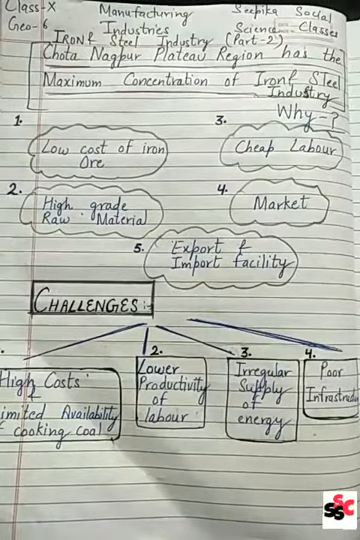 Class-X Manufacturing Seepika Social
Geo-6 Industries Science Classes
Iron & Steel Industry (Part-2)
Chota Nagpur Plateau Region has the
Maximum Concentration of Iron & Steel
Industry
Why-?
1.
Low cost of iron
Ore
3.
Cheap Labour
2.
High grade
Raw Material
4.
Market
5.
Export &
Import facility
CHALLENGES:-
High Costs
&
imited Availability
f cooking coal
2.
Lower
Productivity
of
labour
3.
Irregular
Supply
of
energy
4.
Poor
Infrastru
SSC